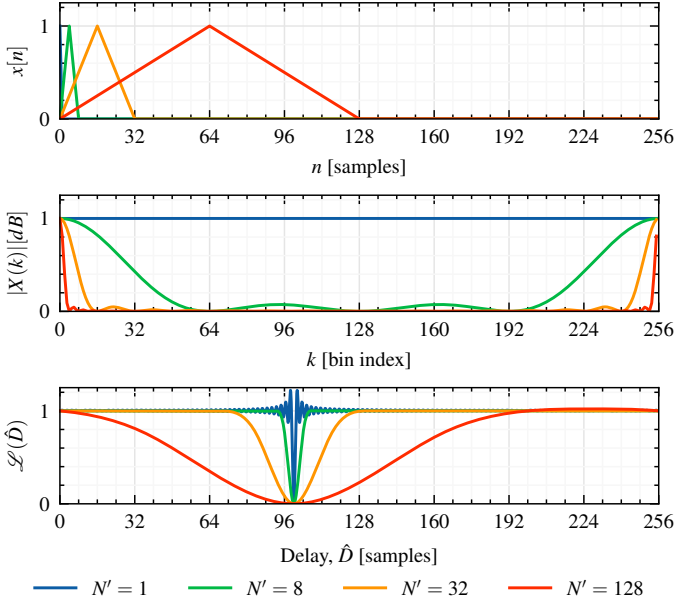 x[n]
1
0
0 32 64 96 128 160 192 224 256
n [samples]
|X(k)|[dB]
1
0
0 32 64 96 128 160 192 224 256
k [bin index]
ℒ(D̂)
1
0
0 32 64 96 128 160 192 224 256
Delay, D̂ [samples]
N′ = 1 N′ = 8 N′ = 32 N′ = 128